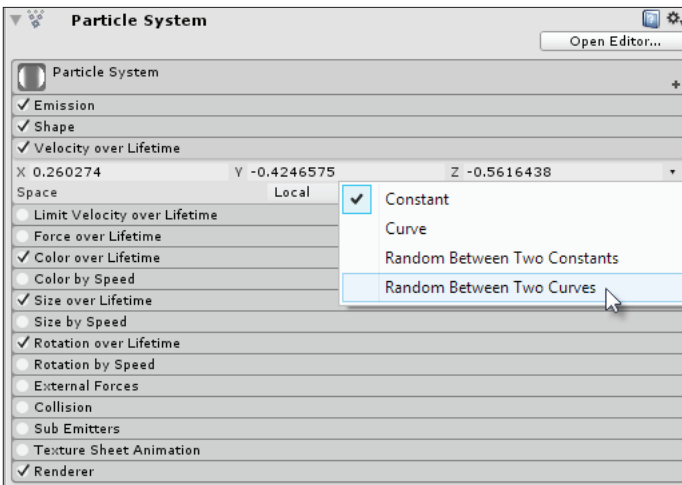 Particle System
Open Editor...
Particle System
Emission
Shape
Velocity over Lifetime
X 0.260274 Y -0.4246575 Z -0.5616438
Space Local
Constant
Curve
Random Between Two Constants
Random Between Two Curves
Limit Velocity over Lifetime
Force over Lifetime
Color over Lifetime
Color by Speed
Size over Lifetime
Size by Speed
Rotation over Lifetime
Rotation by Speed
External Forces
Collision
Sub Emitters
Texture Sheet Animation
Renderer